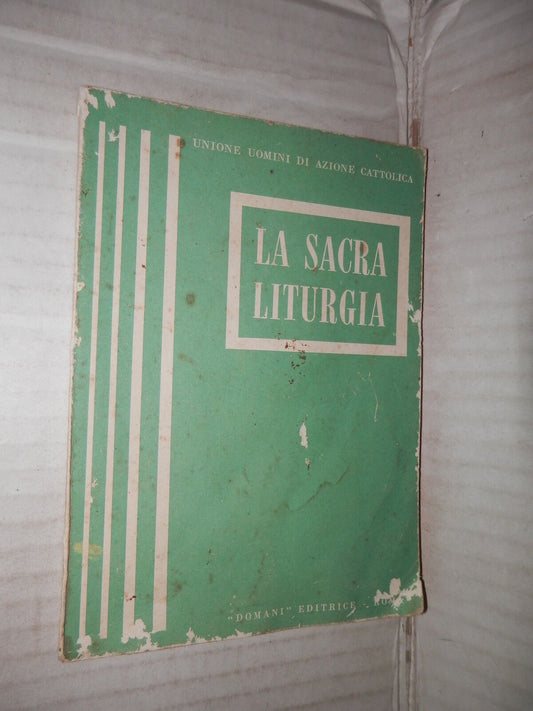 UNIONE UOMINI DI AZIONE CATTOLICA
LA SACRA
LITURGIA
"DOMANI" EDITRICE -